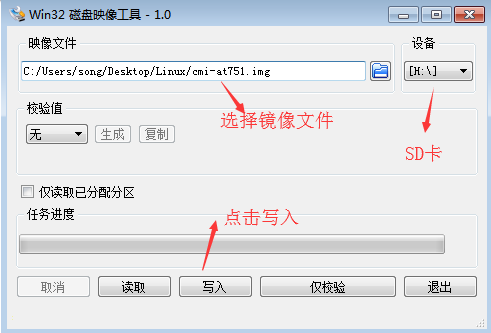 Win32 磁盘映像工具 - 1.0
映像文件
设备
C:/Users/song/Desktop/Linux/cmi-at751.img
[H:\]
选择镜像文件
SD卡
校验值
无
生成
复制
仅读取已分配分区
任务进度
点击写入
取消
读取
写入
仅校验
退出